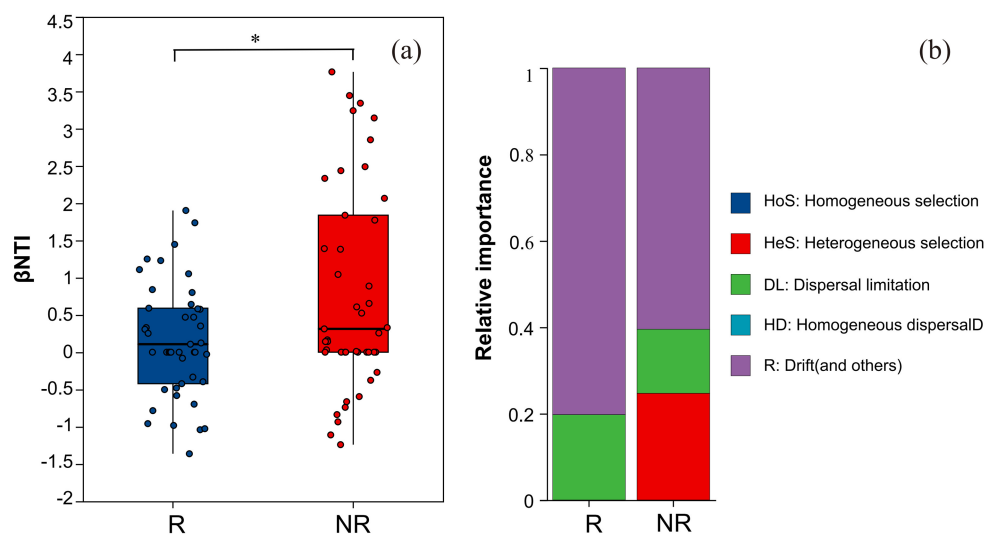 4.5
4
3.5
3
2.5
2
1.5
1
0.5
0
-0.5
-1
-1.5
-2
βNTI
*
(a)
R
NR
(b)
1
0.8
0.6
0.4
0.2
0
Relative importance
R
NR
HoS: Homogeneous selection
HeS: Heterogeneous selection
DL: Dispersal limitation
HD: Homogeneous dispersalD
R: Drift(and others)